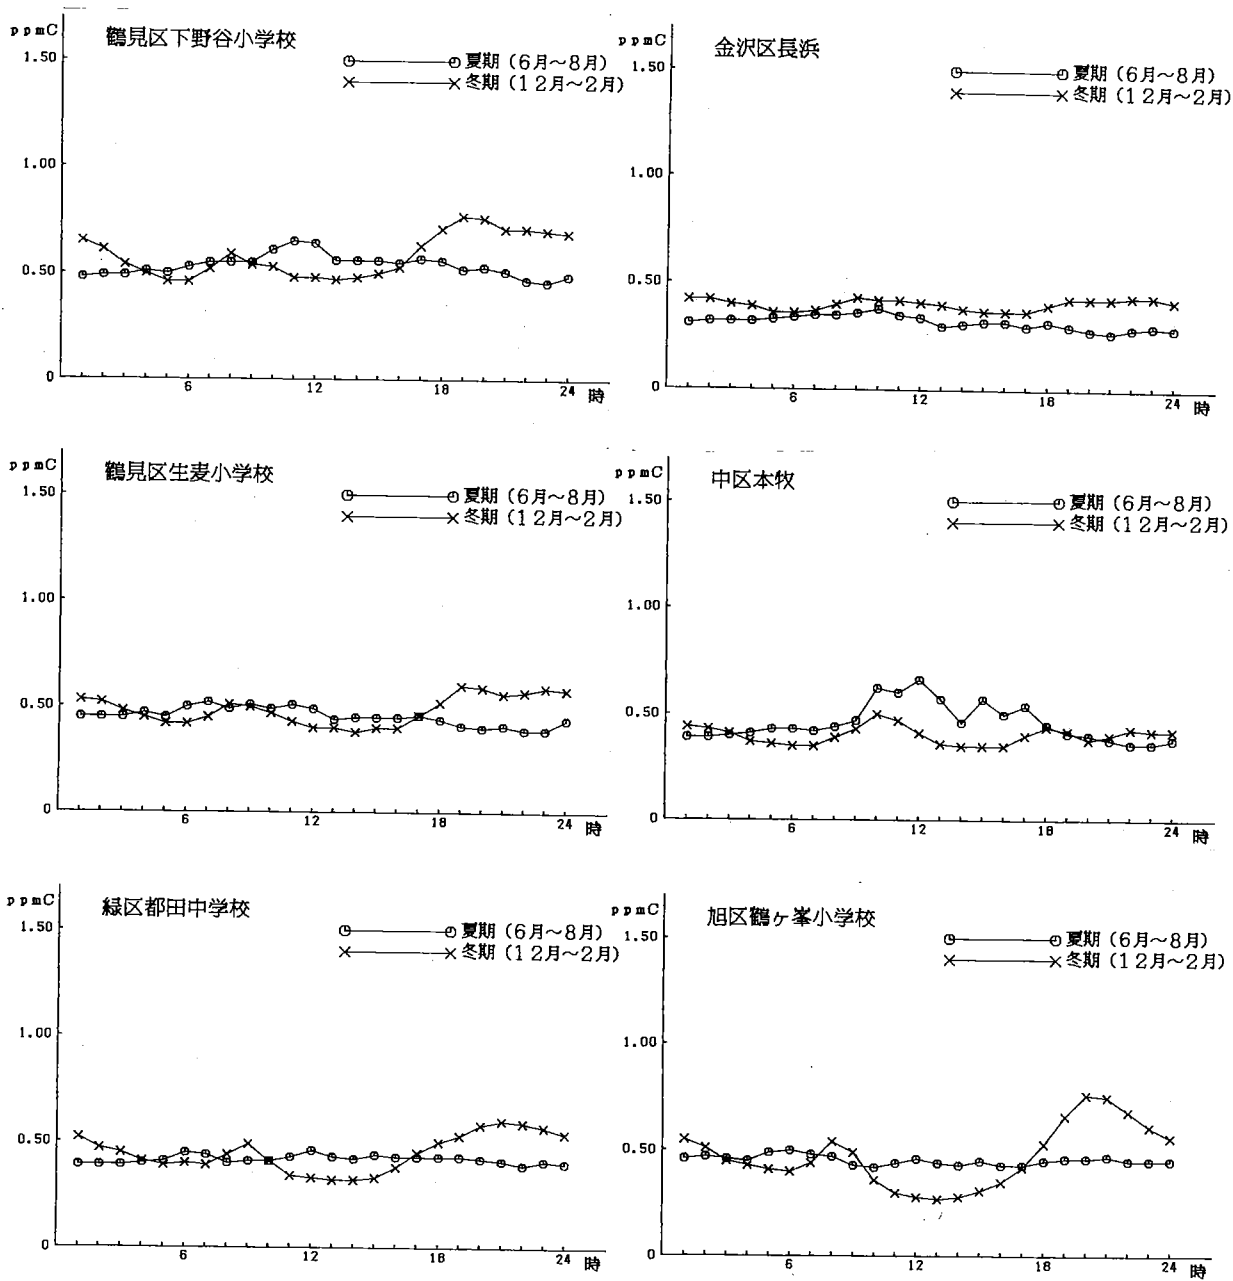 鶴見区下野谷小学校
ppmC
1.50
1.00
0.50
0
夏期(6月〜8月)
冬期(12月〜2月)
6
12
18
24
時
金沢区長浜
ppmC
1.50
1.00
0.50
0
夏期(6月〜8月)
冬期(12月〜2月)
6
12
18
24
時
鶴見区生麦小学校
ppmC
1.50
1.00
0.50
0
夏期(6月〜8月)
冬期(12月〜2月)
6
12
18
24
時
中区本牧
ppmC
1.50
1.00
0.50
0
夏期(6月〜8月)
冬期(12月〜2月)
6
12
18
24
時
緑区都田中学校
ppmC
1.50
1.00
0.50
0
夏期(6月〜8月)
冬期(12月〜2月)
6
12
18
24
時
旭区鶴ヶ峯小学校
ppmC
1.50
1.00
0.50
0
夏期(6月〜8月)
冬期(12月〜2月)
6
12
18
24
時